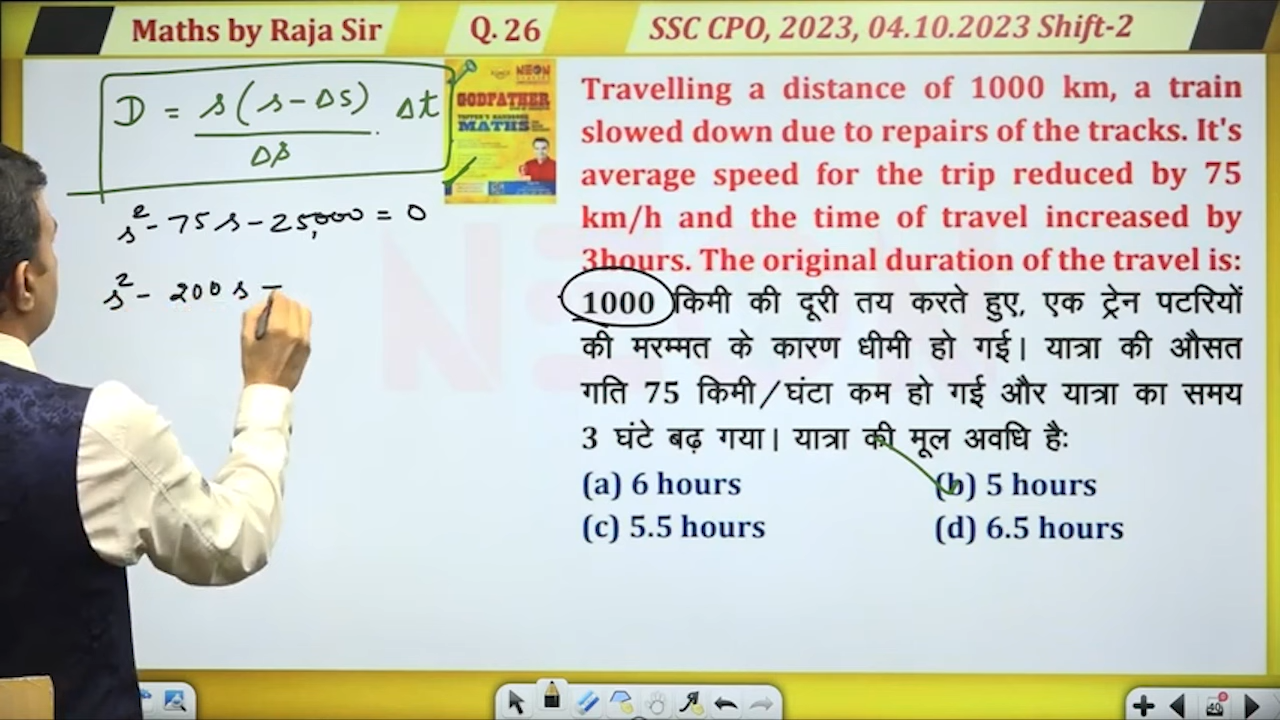 Maths by Raja Sir
Q. 26
SSC CPO, 2023, 04.10.2023 Shift-2
D = s(s-Δs)/Δs Δt
s² - 75s - 25,000 = 0
s² - 200s -
NEON
GODFATHER
MATHS
Travelling a distance of 1000 km, a train
slowed down due to repairs of the tracks. It's
average speed for the trip reduced by 75
km/h and the time of travel increased by
3hours. The original duration of the travel is:
1000 किमी की दूरी तय करते हुए, एक ट्रेन पटरियों
की मरम्मत के कारण धीमी हो गई। यात्रा की औसत
गति 75 किमी/घंटा कम हो गई और यात्रा का समय
3 घंटे बढ़ गया। यात्रा की मूल अवधि हैः
(a) 6 hours
(b) 5 hours
(c) 5.5 hours
(d) 6.5 hours
NEON
40